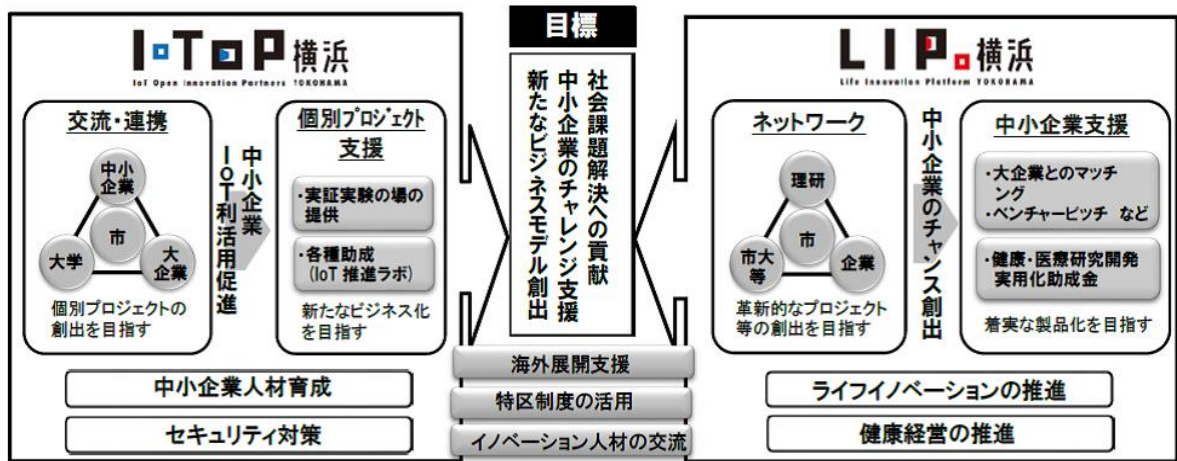 I・TOP横浜
IoT Open Innovation Partners YOKOHAMA
交流・連携
中小
企業
市
大学
大
企業
個別プロジェクトの
創出を目指す
中小企業
IOT利活用促進
個別プロジェクト
支援
・実証実験の場の
提供
・各種助成
(IoT 推進ラボ)
新たなビジネス化
を目指す
中小企業人材育成
セキュリティ対策
目標
社会課題解決への貢献
中小企業のチャレンジ支援
新たなビジネスモデル創出
海外展開支援
特区制度の活用
イノベーション人材の交流
LIP.横浜
Life Innovation Platform YOKOHAMA
ネットワーク
理研
市
市大
等
企業
革新的なプロジェクト
等の創出を目指す
中小企業のチャンス創出
中小企業支援
・大企業とのマッチ
ング
・ベンチャーピッチ など
・健康・医療研究開発
実用化助成金
着実な製品化を目指す
ライフイノベーションの推進
健康経営の推進